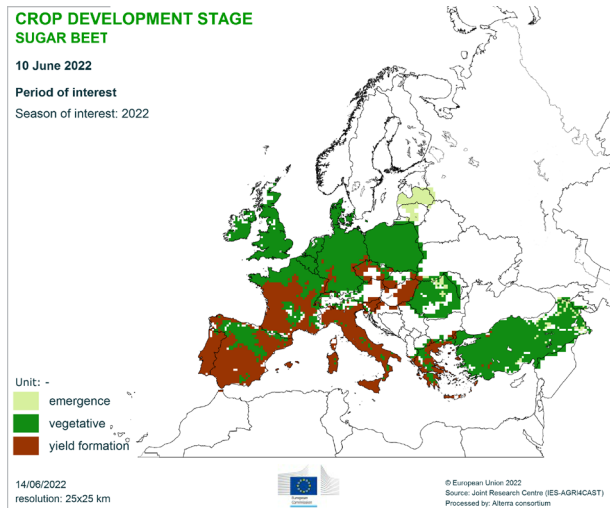 CROP DEVELOPMENT STAGE
SUGAR BEET
10 June 2022
Period of interest
Season of interest: 2022
Unit: -
emergence
vegetative
yield formation
14/06/2022
resolution: 25x25 km
European
Commission
© European Union 2022
Source: Joint Research Centre (IES-AGRI4CAST)
Processed by: Alterra consortium